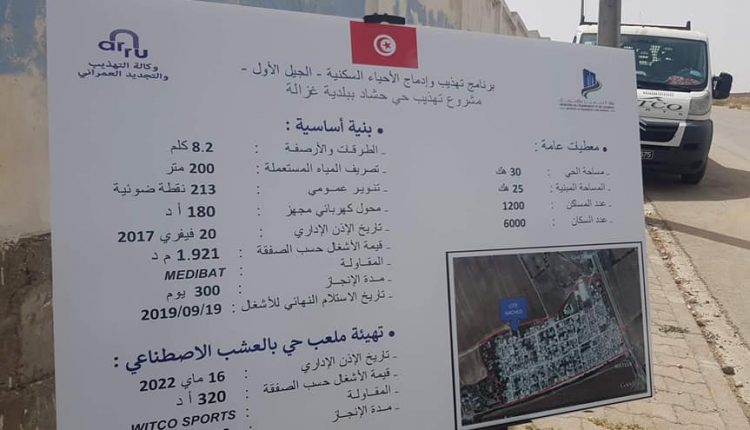 arru
وكالة التهذيب
والتجديد العمراني
برنامج تهذيب وإدماج الأحياء السكنية - الجيل الأول -
مشروع تهذيب حي حشاد ببلدية غزالة
• معطيات عامة :
- مساحة الحي : 30 هك
- المساحة المبنية : 25 هك
- عدد المساكن : 1200
- عدد السكان : 6000
• بنية أساسية :
- الطرقات والأرصفة : 8.2 كلم
- تصريف المياه المستعملة : 200 متر
- تنوير عمومي : 213 نقطة ضوئية
- محول كهربائي مجهز : 180 أ د
- تاريخ الإذن الإداري : 20 فيفري 2017
- قيمة الأشغال حسب الصفقة : 1.921 م د
- المقاولة : MEDIBAT
- مدة الإنجاز : 300 يوم
- تاريخ الاستلام النهائي للأشغال : 2019/09/19
• تهيئة ملعب حي بالعشب الاصطناعي :
- تاريخ الإذن الإداري : 16 ماي 2022
- قيمة الأشغال حسب الصفقة : 320 أ د
- المقاولة : WITCO SPORTS
- مدة الإنجاز :
CITE
HACHED